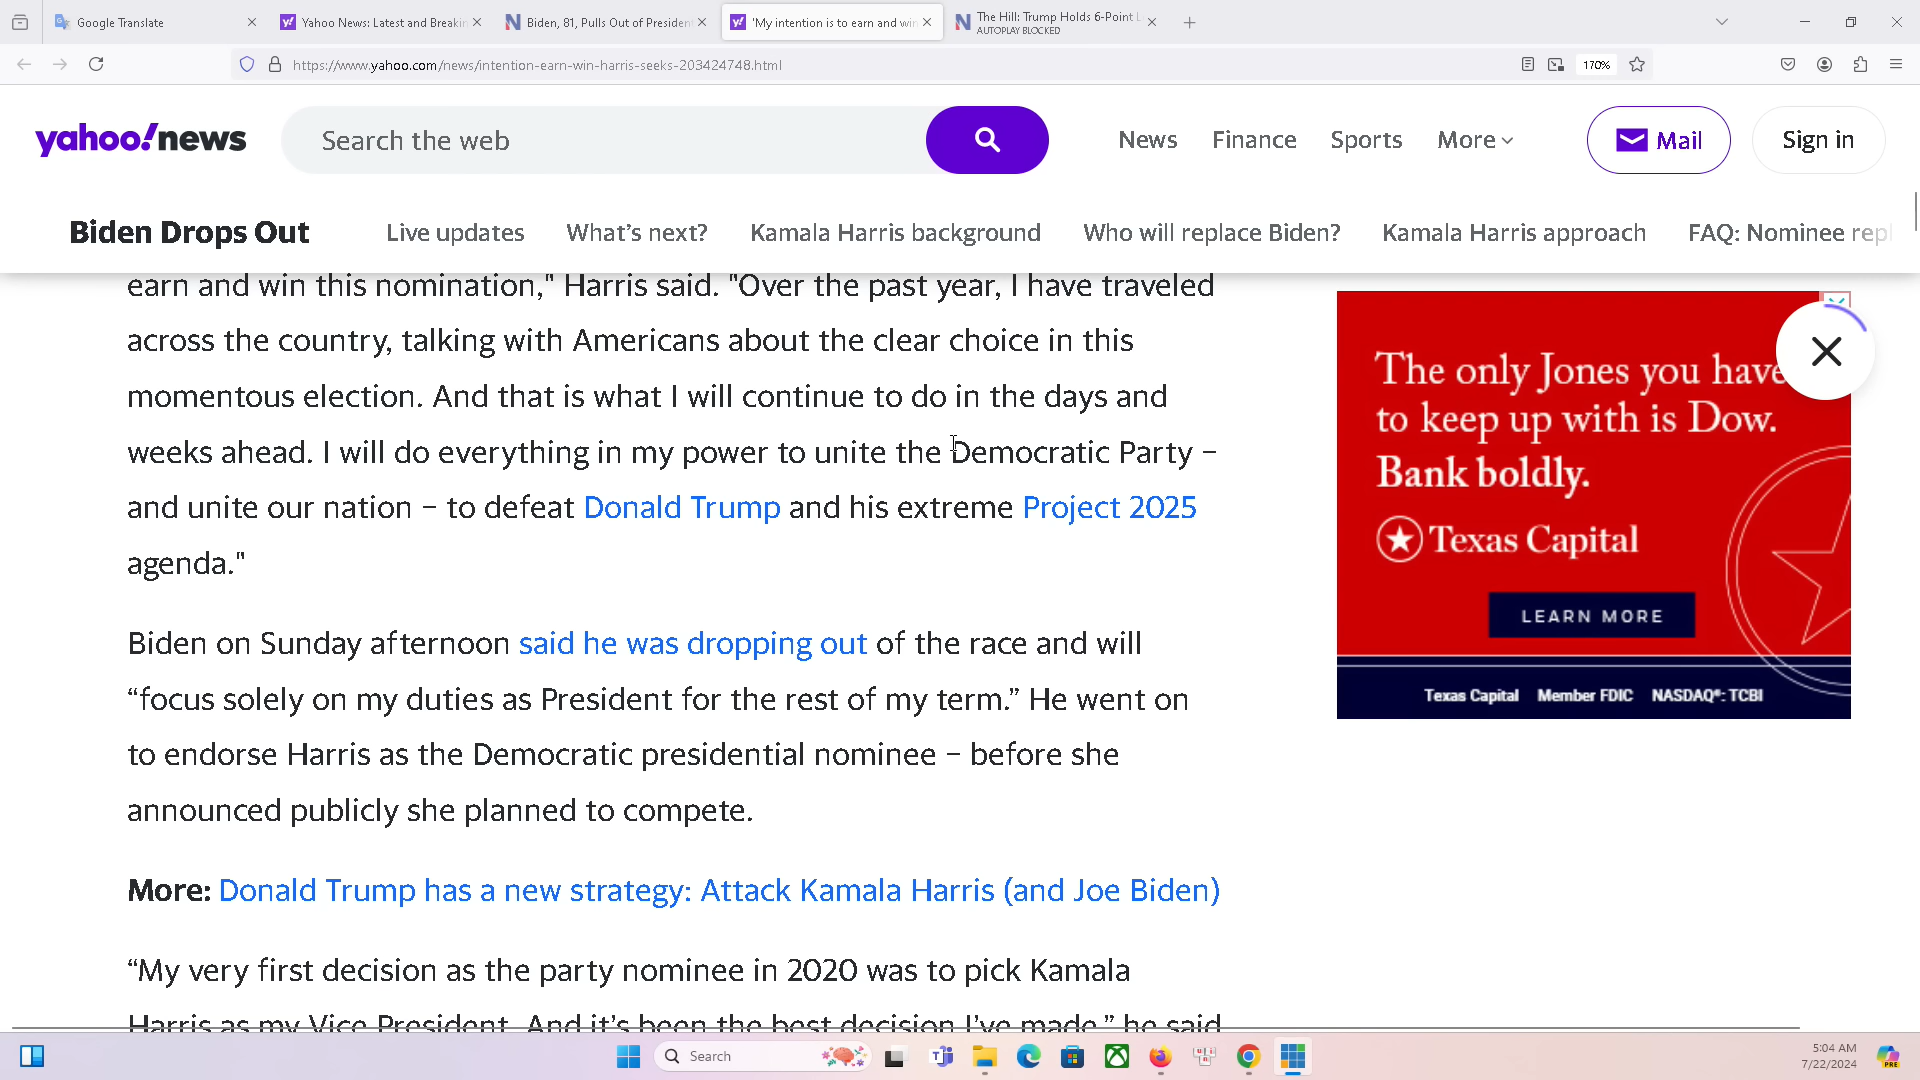 Google Translate
Yahoo News: Latest and Breakin
Biden, 81, Pulls Out of President
'My intention is to earn and win
The Hill: Trump Holds 6-Point L
AUTOPLAY BLOCKED
https://www.yahoo.com/news/intention-earn-win-harris-seeks-203424748.html
170%
yahoo!news
Search the web
News
Finance
Sports
More
Mail
Sign in
Biden Drops Out
Live updates
What's next?
Kamala Harris background
Who will replace Biden?
Kamala Harris approach
FAQ: Nominee repl
earn and win this nomination," Harris said. "Over the past year, I have traveled
across the country, talking with Americans about the clear choice in this
momentous election. And that is what I will continue to do in the days and
weeks ahead. I will do everything in my power to unite the Democratic Party –
and unite our nation – to defeat Donald Trump and his extreme Project 2025
agenda."
The only Jones you have
to keep up with is Dow.
Bank boldly.
Texas Capital
LEARN MORE
Texas Capital Member FDIC NASDAQ®: TCBI
Biden on Sunday afternoon said he was dropping out of the race and will
“focus solely on my duties as President for the rest of my term.” He went on
to endorse Harris as the Democratic presidential nominee – before she
announced publicly she planned to compete.
More: Donald Trump has a new strategy: Attack Kamala Harris (and Joe Biden)
“My very first decision as the party nominee in 2020 was to pick Kamala
Harris as my Vice President. And it’s been the best decision I’ve made,” he said
Search
5:04 AM
7/22/2024
PRE